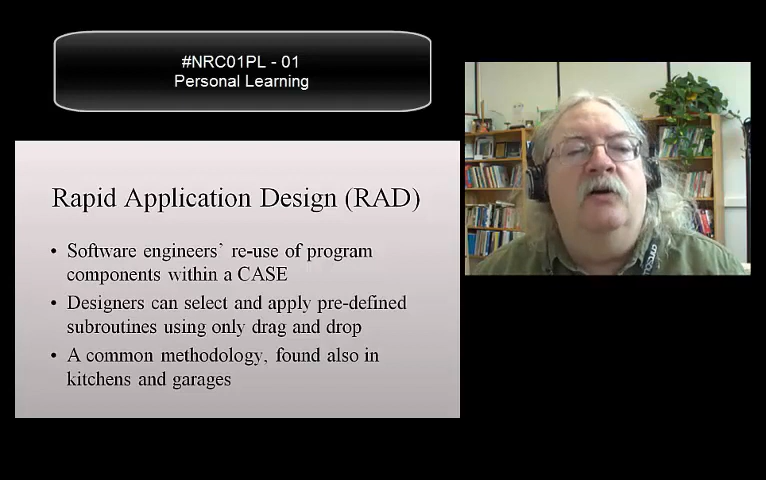 #NRC01PL - 01
Personal Learning
Rapid Application Design (RAD)
• Software engineers’ re-use of program
components within a CASE
• Designers can select and apply pre-defined
subroutines using only drag and drop
• A common methodology, found also in
kitchens and garages